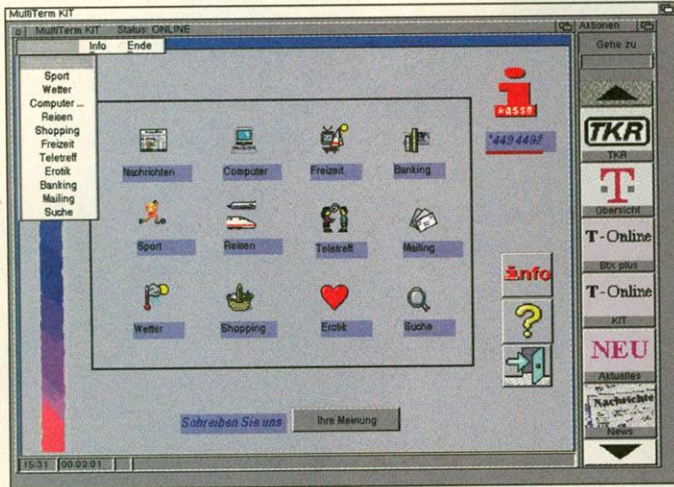 MultiTerm KIT
MultiTerm KIT Status: ONLINE
Info Ende
Sport
Wetter
Computer ...
Reisen
Shopping
Freizeit
Teletreff
Erotik
Banking
Mailing
Suche
Nachrichten Computer Freizeit Banking
Sport Reisen Teletreff Mailing
Wetter Shopping Erotik Suche
Schreiben Sie uns Ihre Meinung
*asS#
*449 449#
info
?
Aktionen
Gehe zu
TKR
TKR
T
Übersicht
T-Online
Btx plus
T-Online
KIT
NEU
Aktuelles
Nachrichte
News
15:31 00:03:01